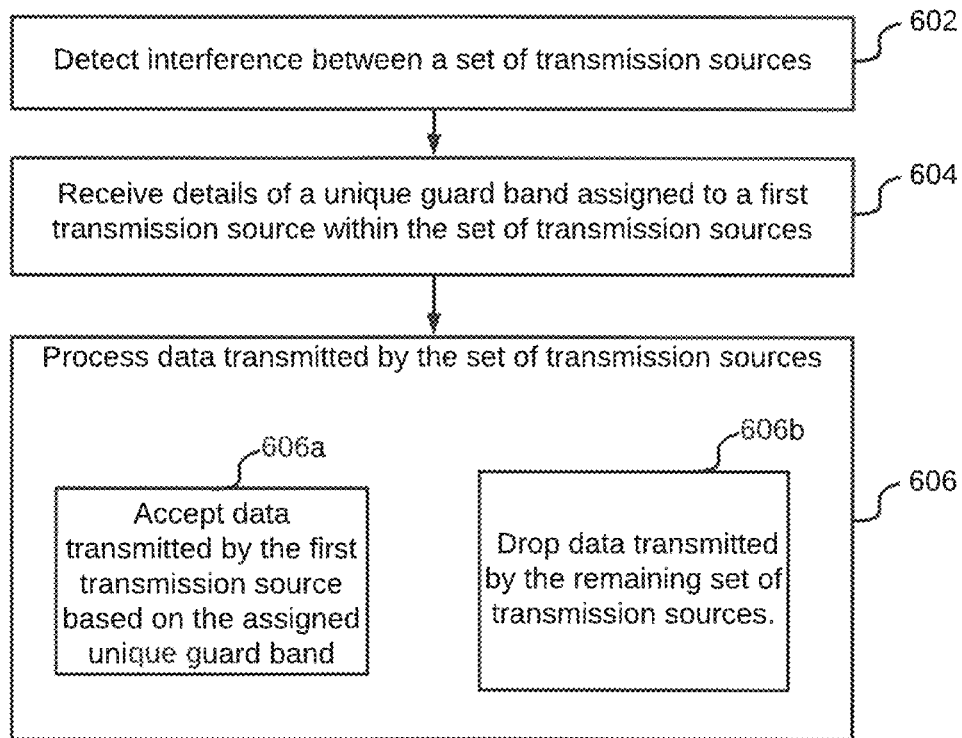 602
Detect interference between a set of transmission sources
604
Receive details of a unique guard band assigned to a first
transmission source within the set of transmission sources
Process data transmitted by the set of transmission sources
606a
606b
606
Accept data
transmitted by the first
transmission source
based on the assigned
unique guard band
Drop data transmitted
by the remaining set of
transmission sources.